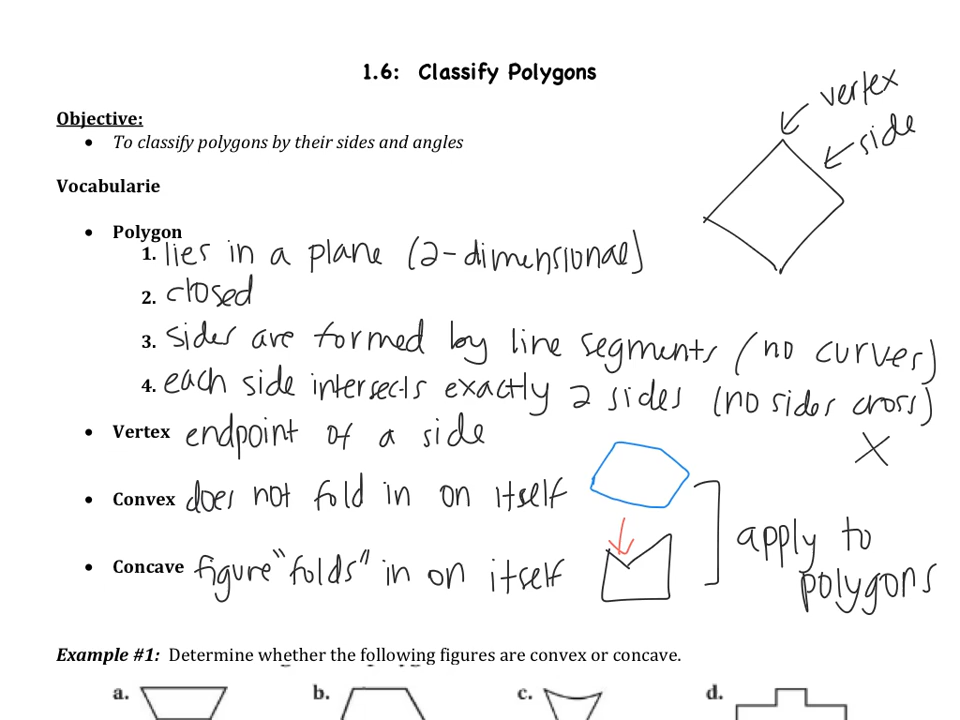 1.6: Classify Polygons
vertex
side
Objective:
• To classify polygons by their sides and angles
Vocabularie
• Polygon
1. lies in a plane (2-dimensional)
2. closed
3. sides are formed by line segments (no curves)
4. each side intersects exactly 2 sides (no sides cross)
• Vertex endpoint of a side
• Convex does not fold in on itself
• Concave figure "folds" in on itself
apply to
polygons
Example #1: Determine whether the following figures are convex or concave.
a. b. c. d.